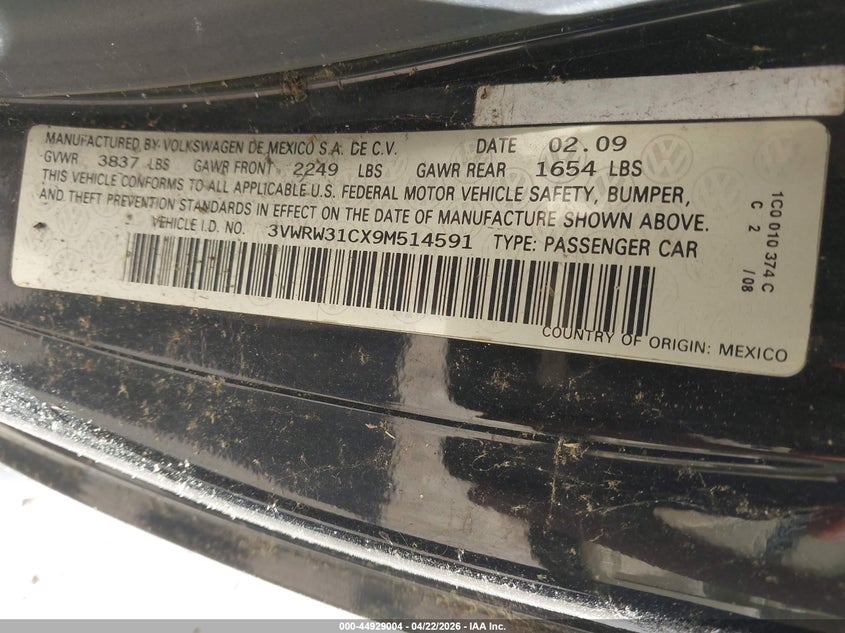 MANUFACTURED BY VOLKSWAGEN DE MEXICO S.A. DE C.V. DATE 02.09
GVWR 3837 LBS GAWR FRONT 2249 LBS GAWR REAR 1654 LBS
THIS VEHICLE CONFORMS TO ALL APPLICABLE U.S. FEDERAL MOTOR VEHICLE SAFETY, BUMPER,
AND THEFT PREVENTION STANDARDS IN EFFECT ON THE DATE OF MANUFACTURE SHOWN ABOVE.
VEHICLE I.D. NO. 3VWRW31CX9M514591 TYPE: PASSENGER CAR
COUNTRY OF ORIGIN: MEXICO
1C0 010 374 C
C 2 /08
000-44929004 - 04/22/2026 - IAA Inc.